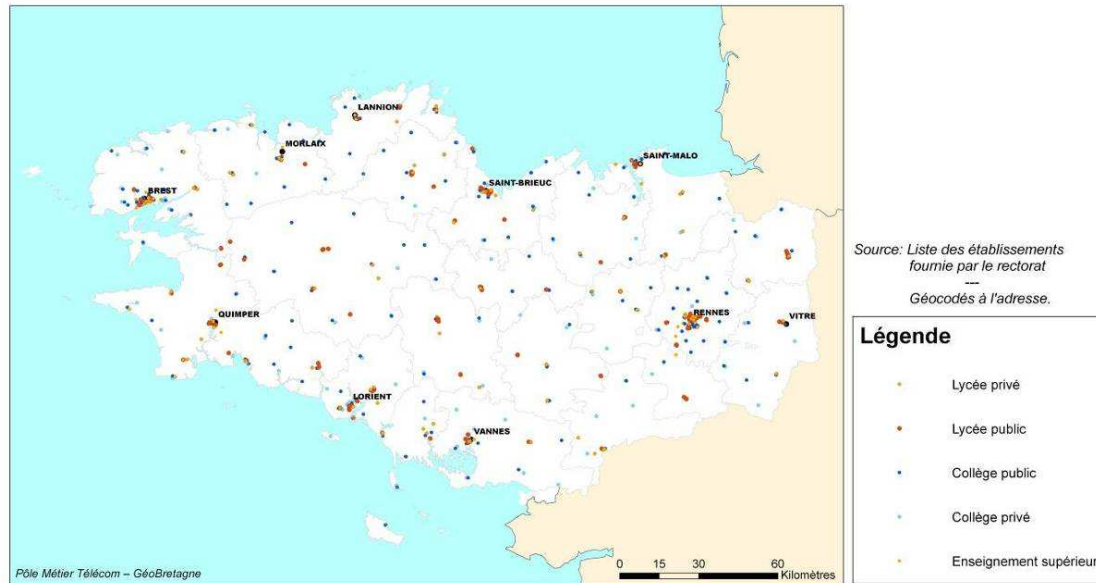 LANNION
MORLAIX
SAINT-MALO
SAINT-BRIEUC
BREST
Source: Liste des établissements
fournie par le rectorat
---
Géocodés à l'adresse.
QUIMPER
RENNES
VITRE
Légende
Lycée privé
LORIENT
Lycée public
VANNES
Collège public
Collège privé
Enseignement supérieur
0 15 30 60
Kilomètres
Pôle Métier Télécom – GéoBretagne